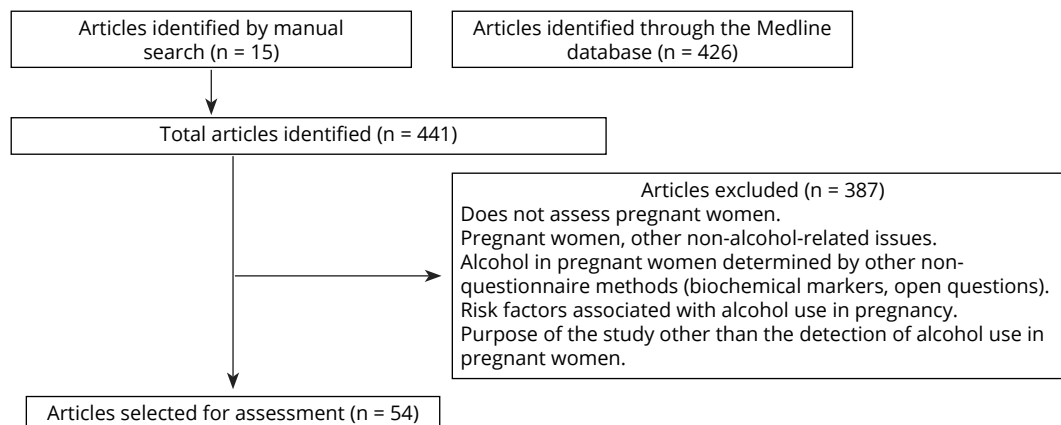 Articles identified by manual
search (n = 15)
Articles identified through the Medline
database (n = 426)
Total articles identified (n = 441)
Articles excluded (n = 387)
Does not assess pregnant women.
Pregnant women, other non-alcohol-related issues.
Alcohol in pregnant women determined by other non-
questionnaire methods (biochemical markers, open questions).
Risk factors associated with alcohol use in pregnancy.
Purpose of the study other than the detection of alcohol use in
pregnant women.
Articles selected for assessment (n = 54)